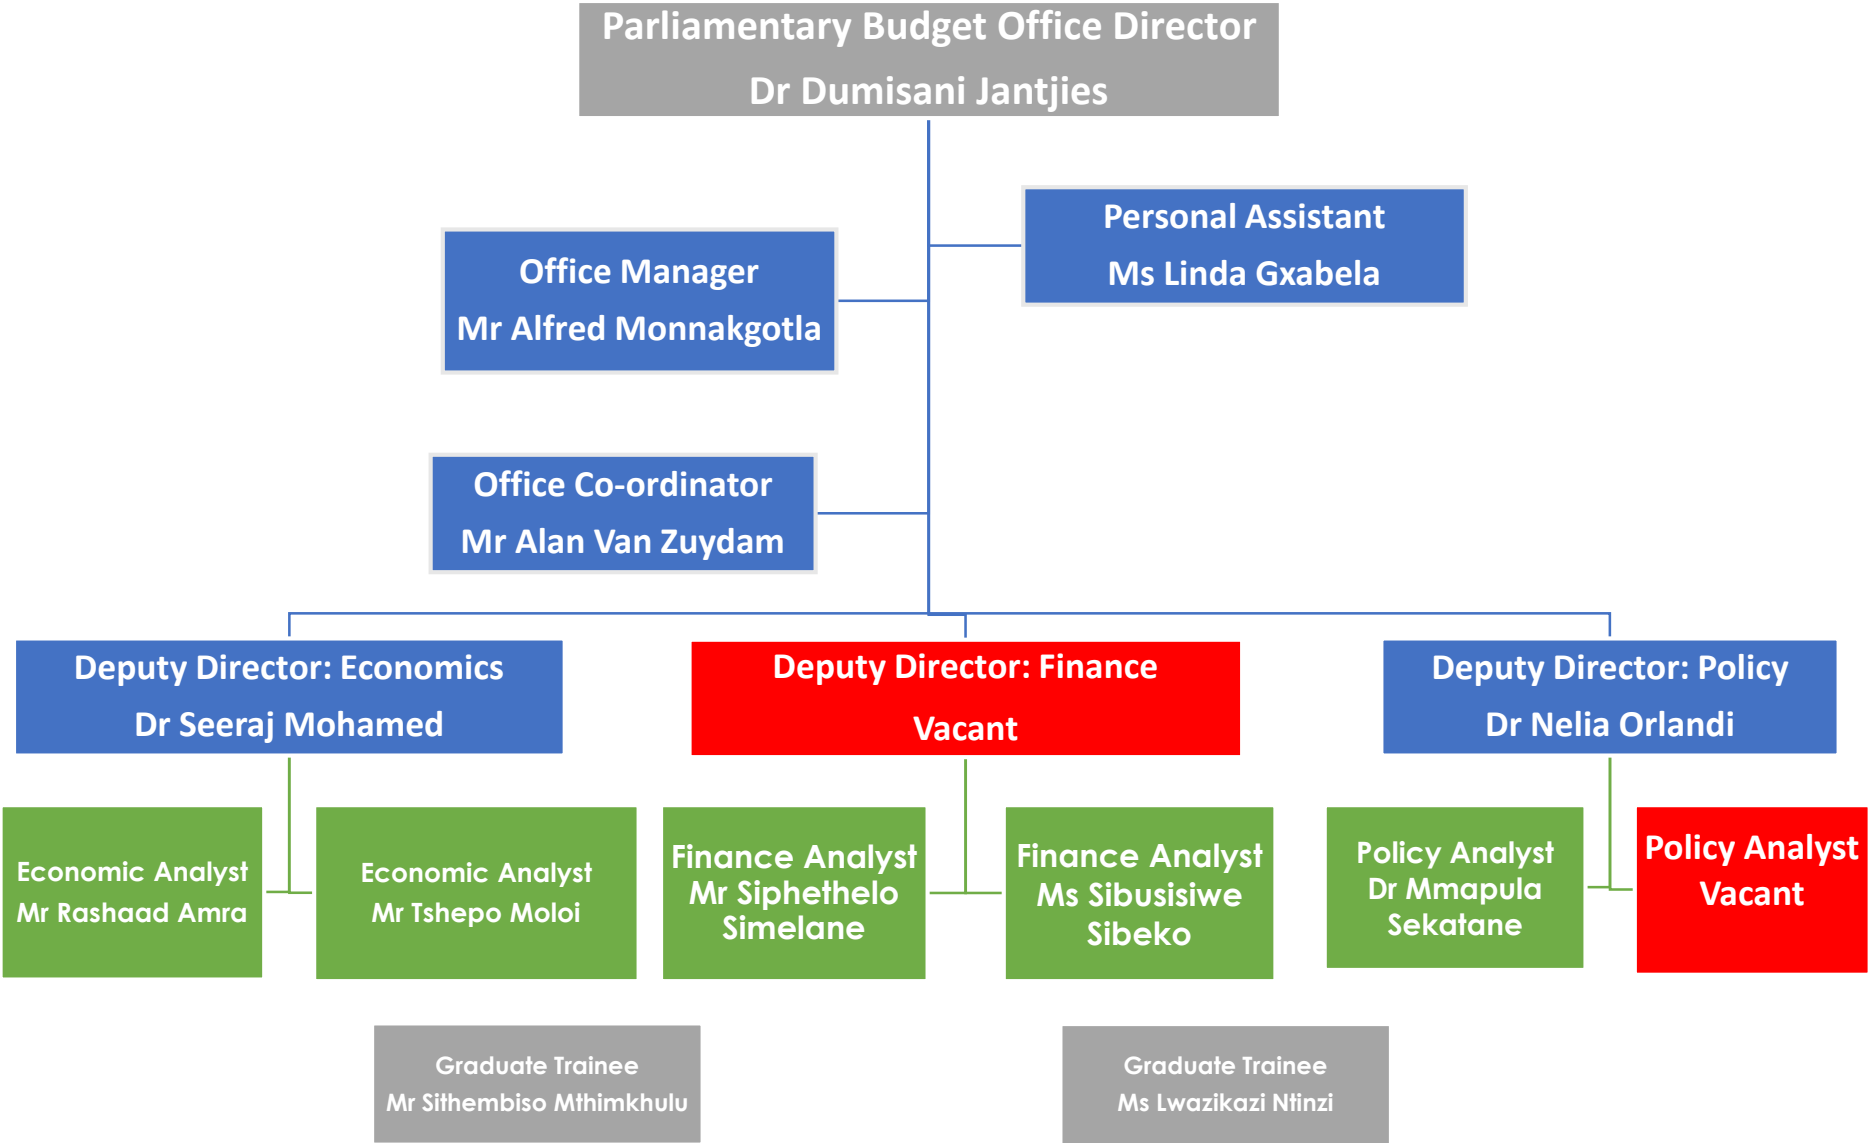 Parliamentary Budget Office Director
Dr Dumisani Jantjies
Personal Assistant
Ms Linda Gxabela
Office Manager
Mr Alfred Monnakgotla
Office Co-ordinator
Mr Alan Van Zuydam
Deputy Director: Economics
Dr Seeraj Mohamed
Deputy Director: Finance
Vacant
Deputy Director: Policy
Dr Nelia Orlandi
Economic Analyst
Mr Rashaad Amra
Economic Analyst
Mr Tshepo Moloi
Finance Analyst
Mr Siphethelo
Simelane
Finance Analyst
Ms Sibusisiwe
Sibeko
Policy Analyst
Dr Mmapula
Sekatane
Policy Analyst
Vacant
Graduate Trainee
Mr Sithembiso Mthimkhulu
Graduate Trainee
Ms Lwazikazi Ntinzi